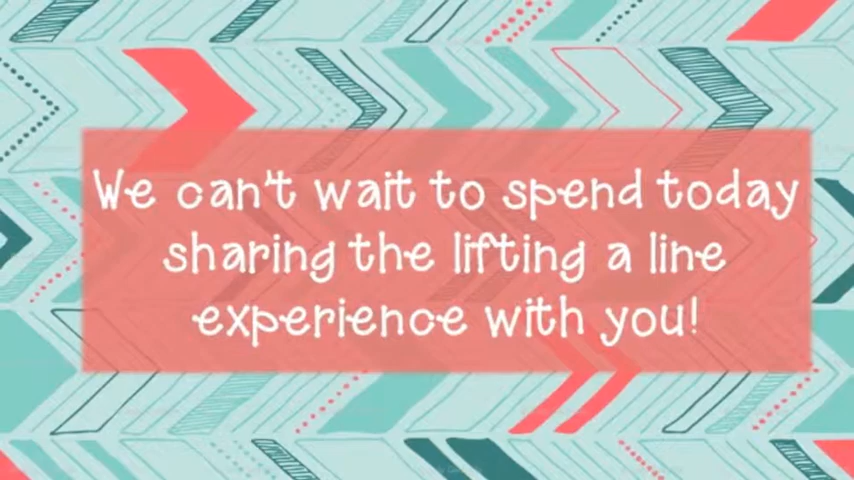 We can't wait to spend today
sharing the lifting a line
experience with you!